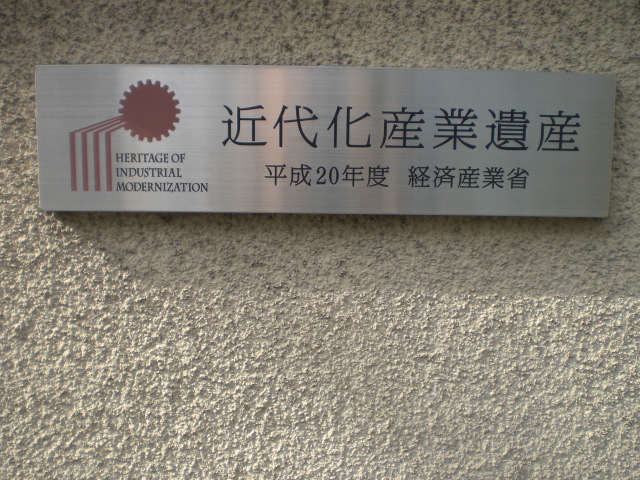 HERITAGE OF
INDUSTRIAL
MODERNIZATION
近代化産業遺産
平成20年度 経済産業省